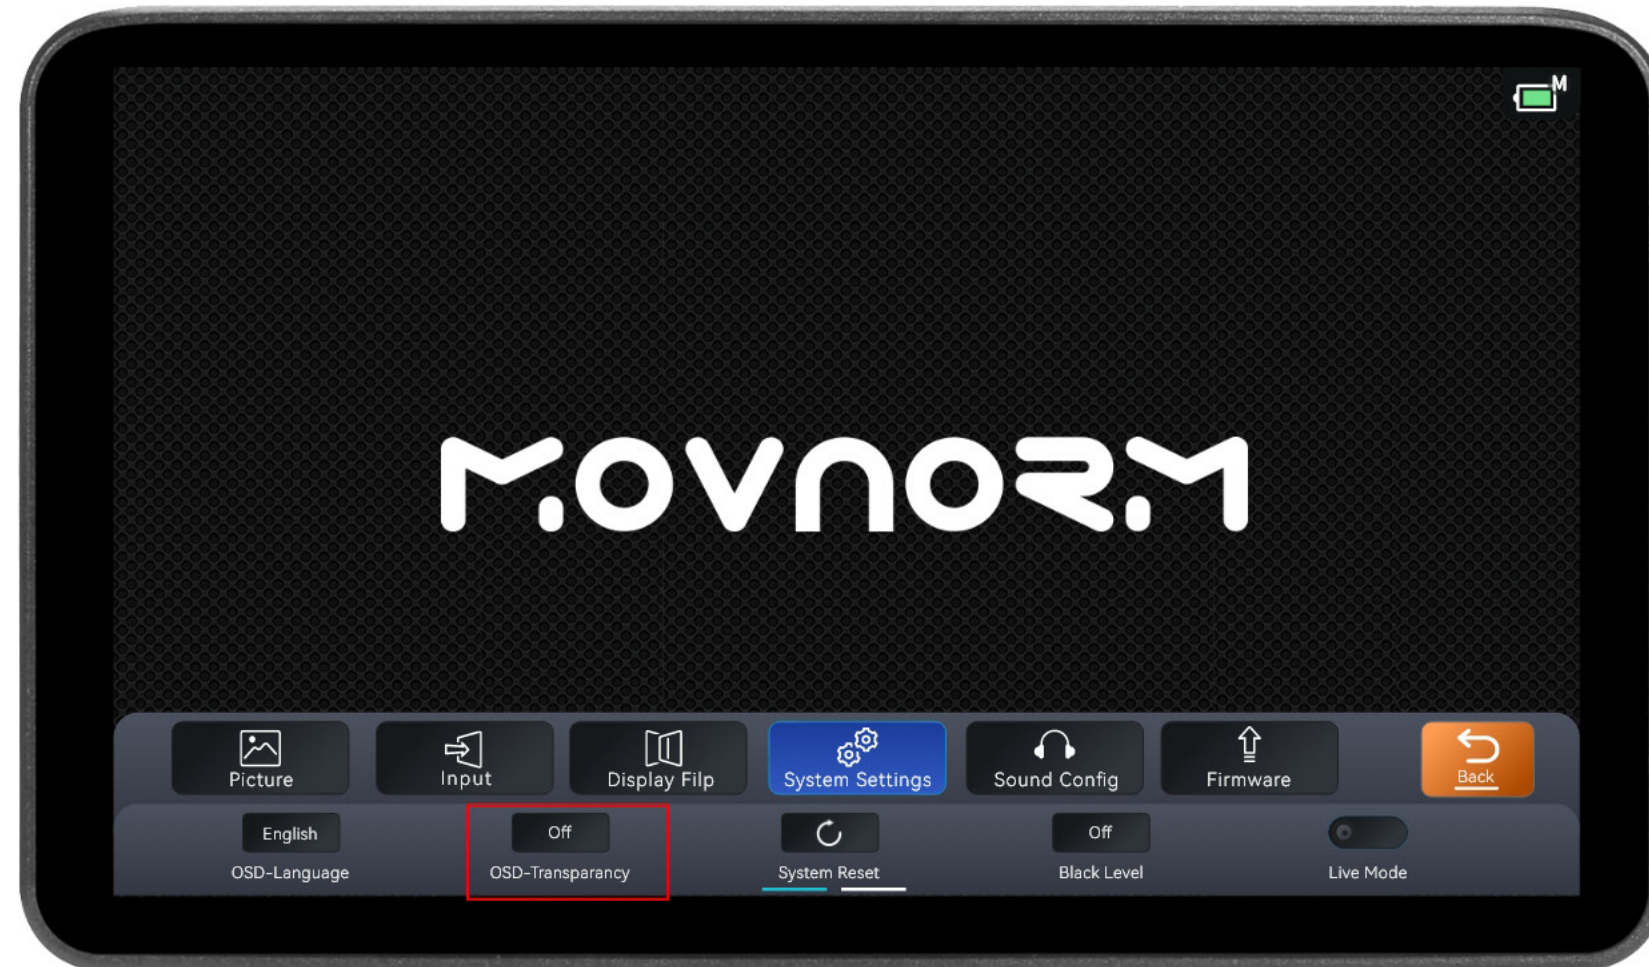 M
MOVNORM
Picture
Input
Display Filp
System Settings
Sound Config
Firmware
Back
English
Off
Off
OSD-Language
OSD-Transparancy
System Reset
Black Level
Live Mode